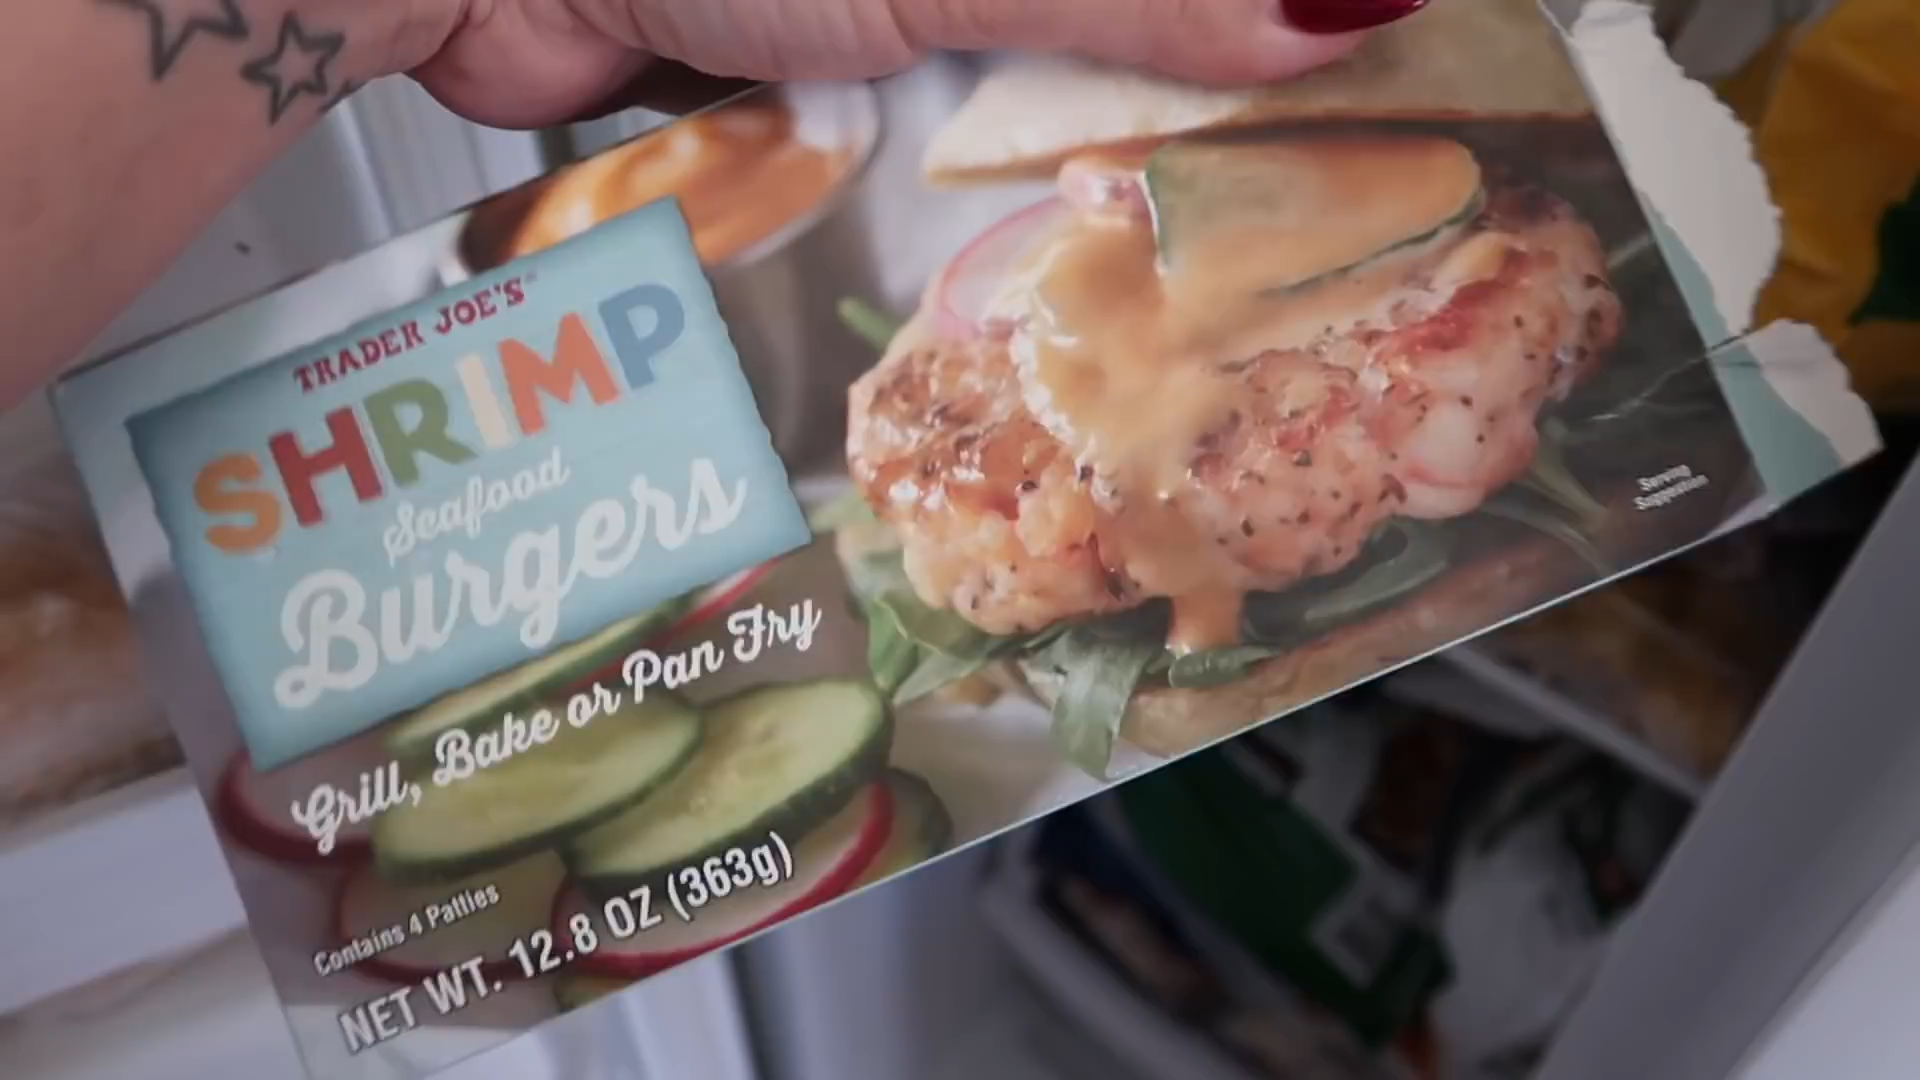 TRADER JOE'S
SHRIMP
Seafood
Burgers
Grill, Bake or Pan Fry
Contains 4 Patties
NET WT. 12.8 OZ (363g)
Serving
Suggestion